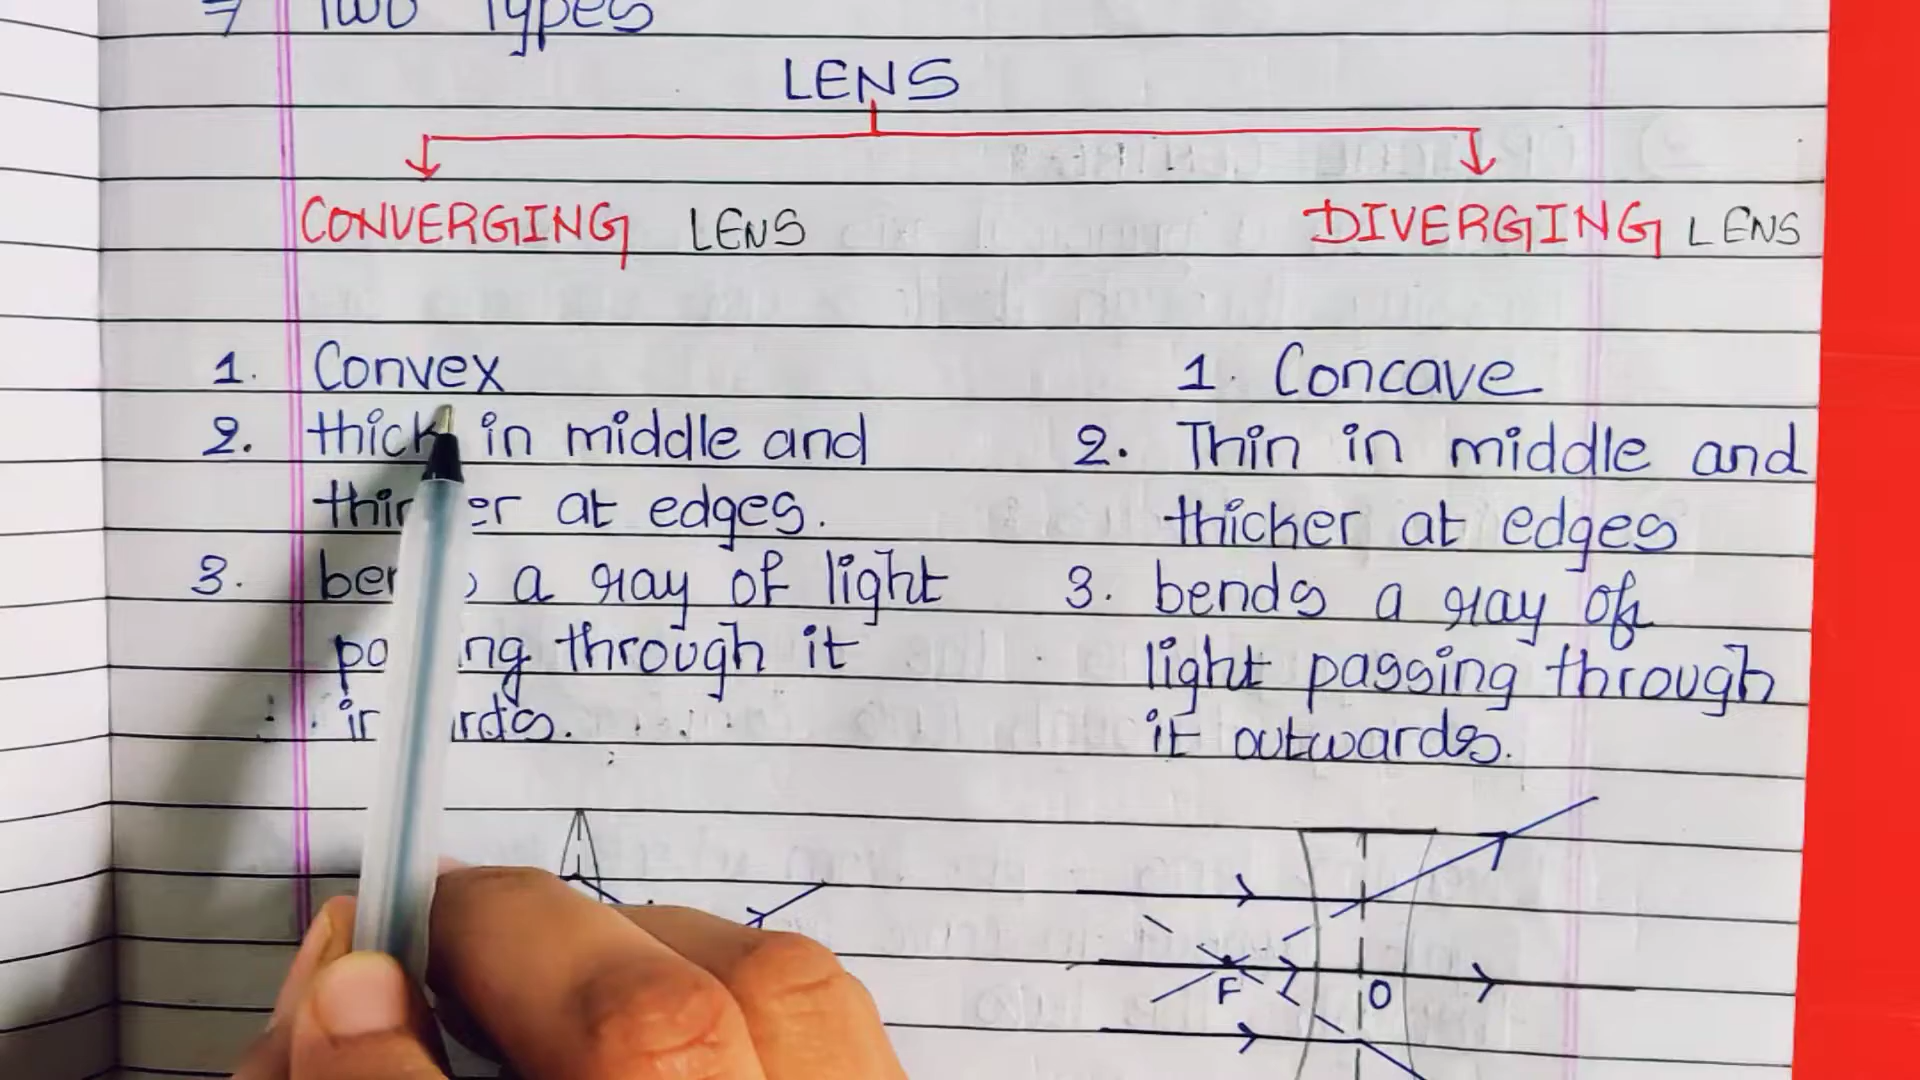 Two Types
LENS
CONVERGING LENS
DIVERGING LENS
1. Convex
2. thick in middle and
er at edges.
3. a ray of light
through it
1. Concave
2. Thin in middle and
thicker at edges
3. bends a ray of
light passing through
it outwards.
F
O